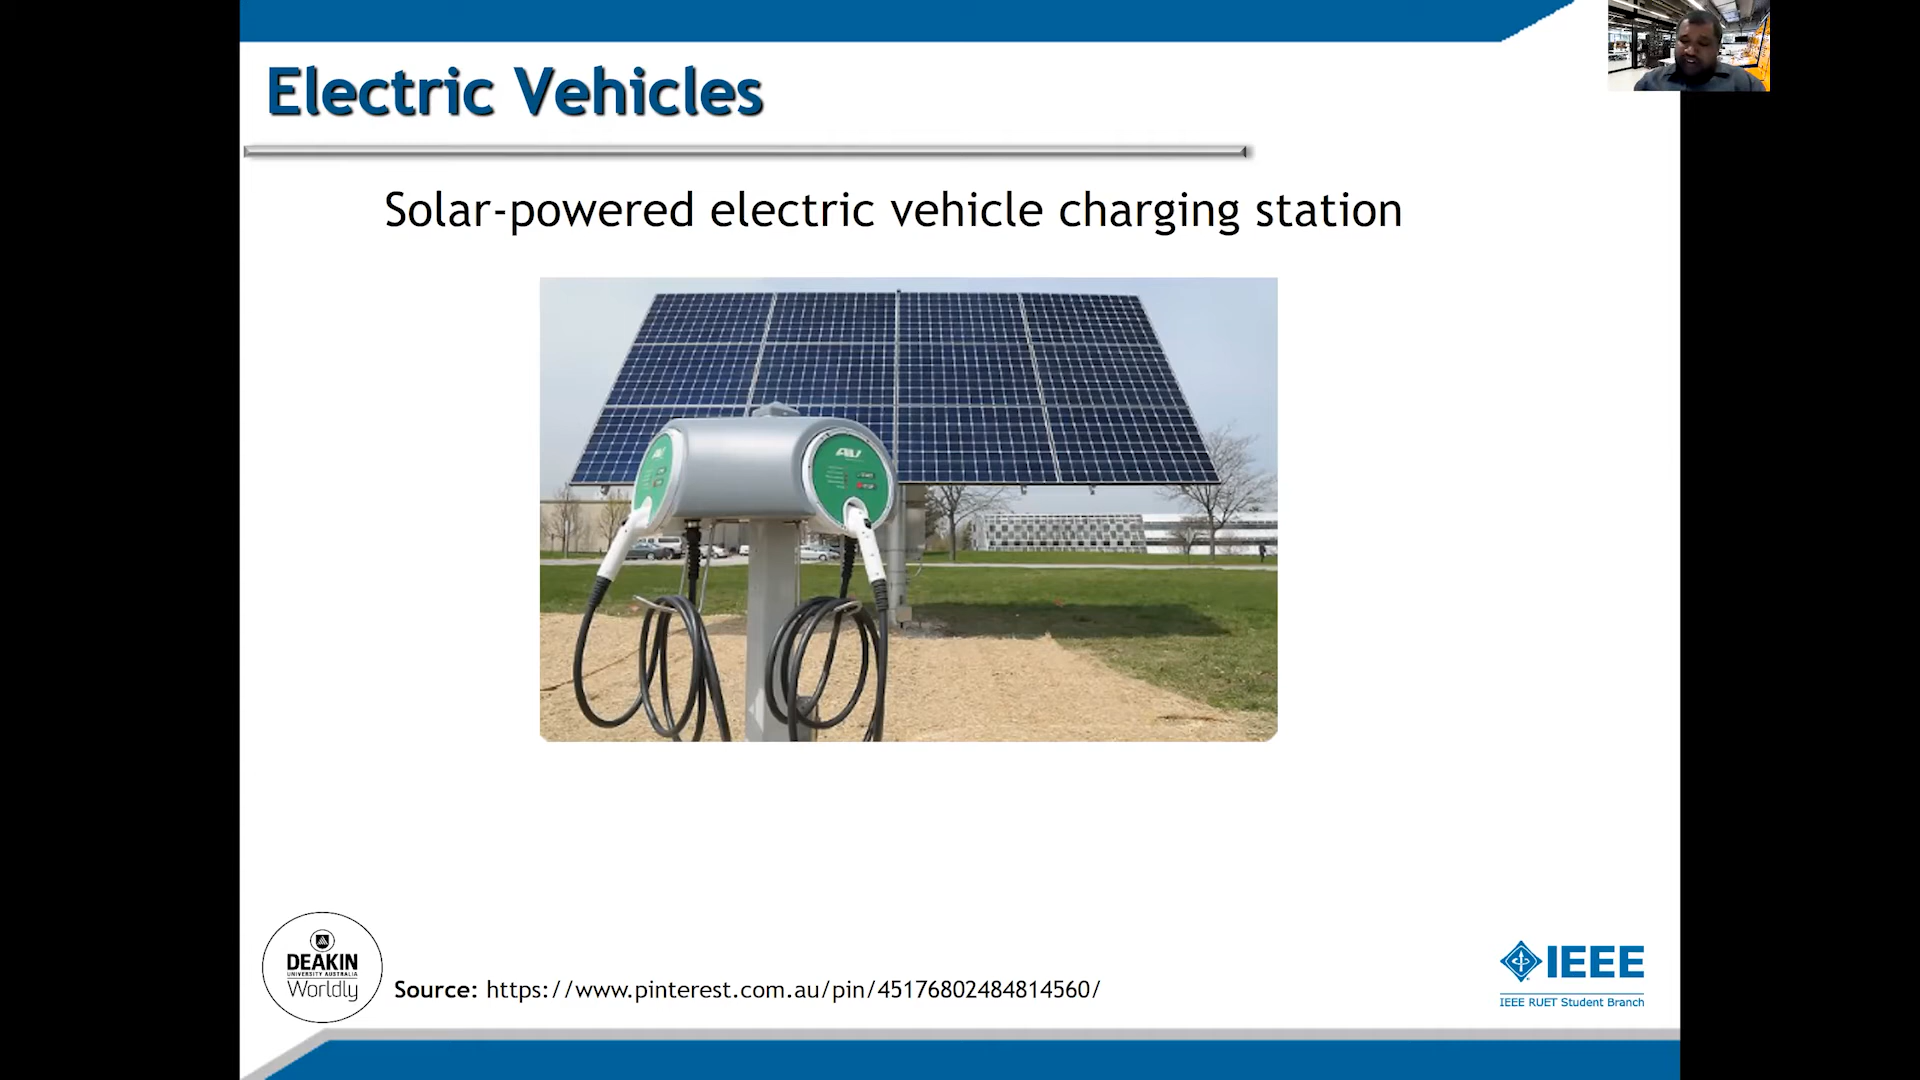 Electric Vehicles
Solar-powered electric vehicle charging station
AV
DEAKIN
UNIVERSITY AUSTRALIA
Worldly
Source: https://www.pinterest.com.au/pin/45176802484814560/
IEEE
IEEE RUET Student Branch